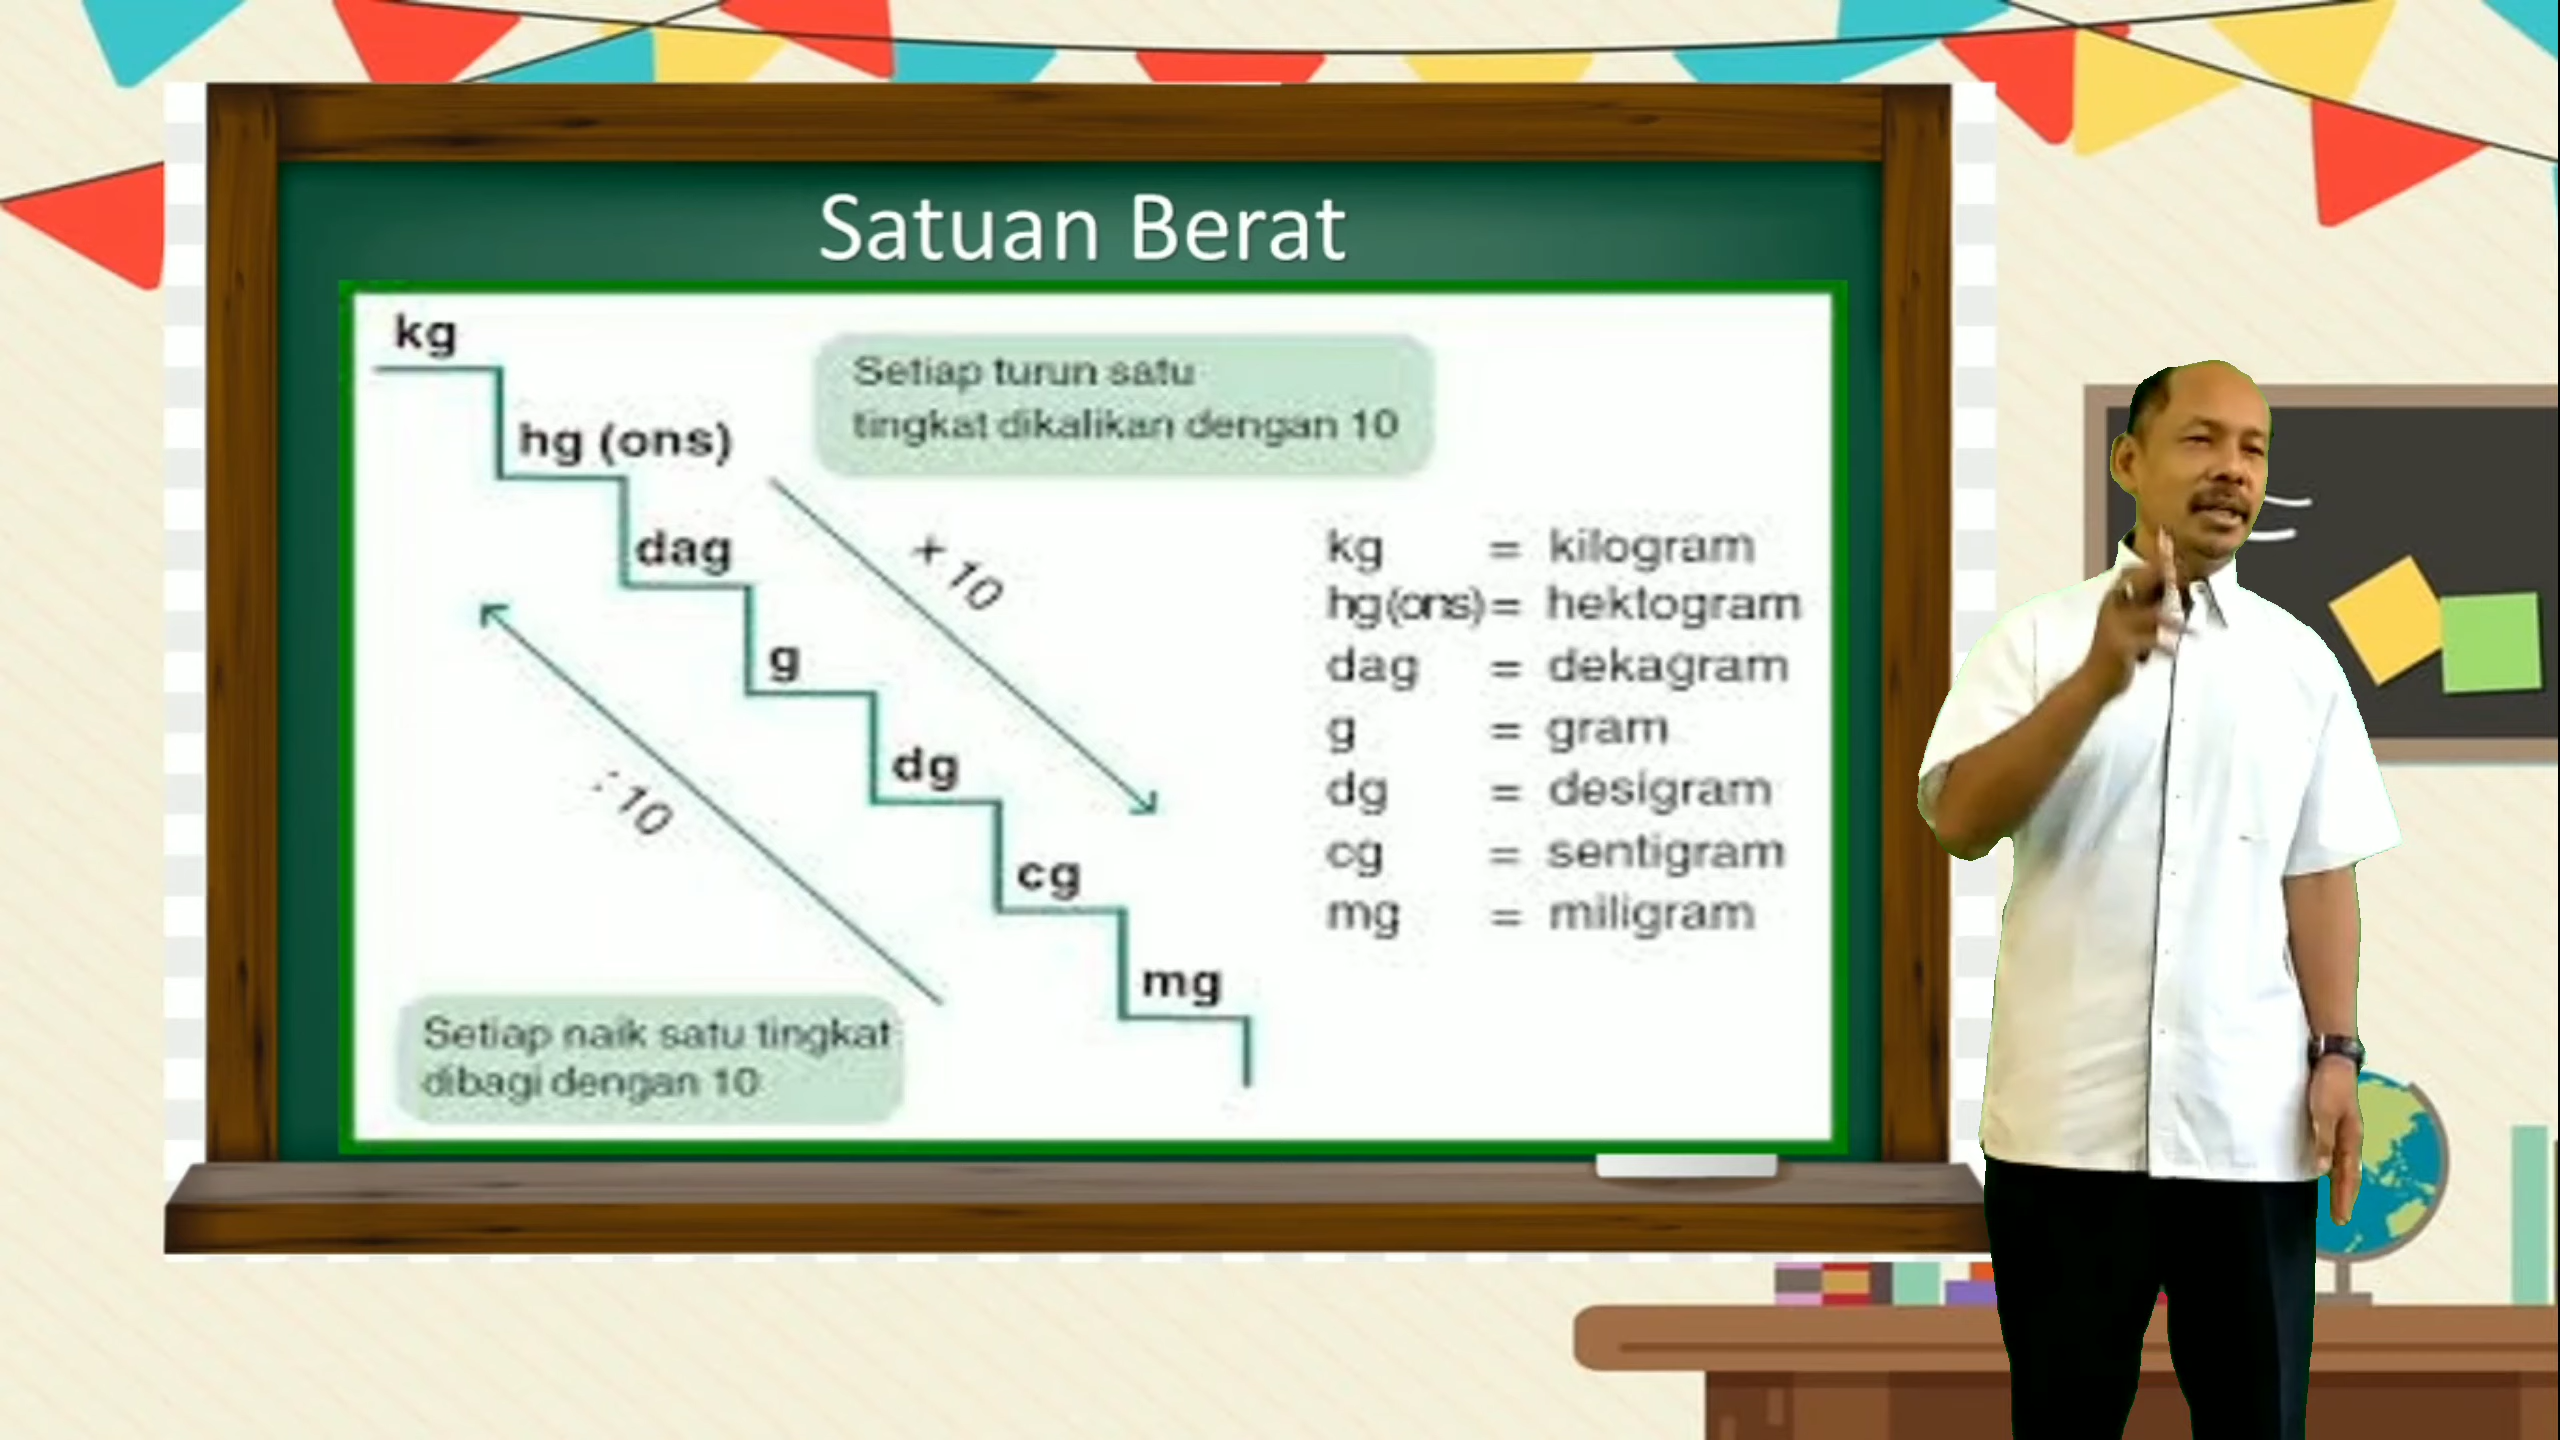 Satuan Berat
kg
hg (ons)
dag
g
dg
cg
mg
Setiap turun satu
tingkat dikalikan dengan 10
× 10
: 10
Setiap naik satu tingkat
dibagi dengan 10
kg = kilogram
hg (ons) = hektogram
dag = dekagram
g = gram
dg = desigram
cg = sentigram
mg = miligram